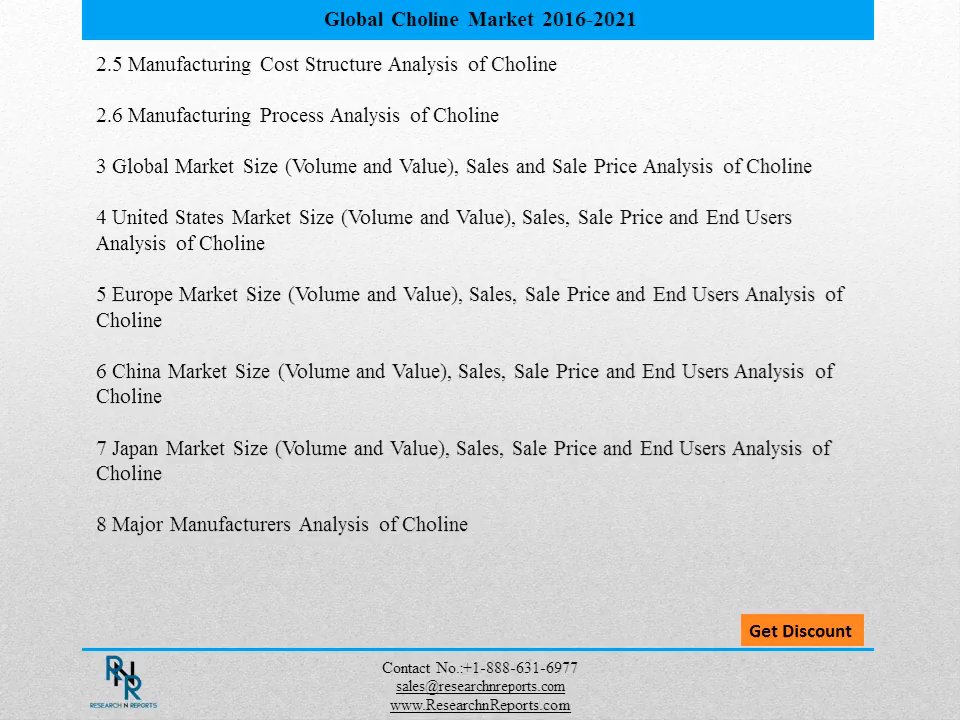 Global Choline Market 2016-2021
2.5 Manufacturing Cost Structure Analysis of Choline
2.6 Manufacturing Process Analysis of Choline
3 Global Market Size (Volume and Value), Sales and Sale Price Analysis of Choline
4 United States Market Size (Volume and Value), Sales, Sale Price and End Users
Analysis of Choline
5 Europe Market Size (Volume and Value), Sales, Sale Price and End Users Analysis of
Choline
6 China Market Size (Volume and Value), Sales, Sale Price and End Users Analysis of
Choline
7 Japan Market Size (Volume and Value), Sales, Sale Price and End Users Analysis of
Choline
8 Major Manufacturers Analysis of Choline
Get Discount
RNR
RESEARCH N REPORTS
Contact No.:+1-888-631-6977
sales@researchnreports.com
www.ResearchnReports.com